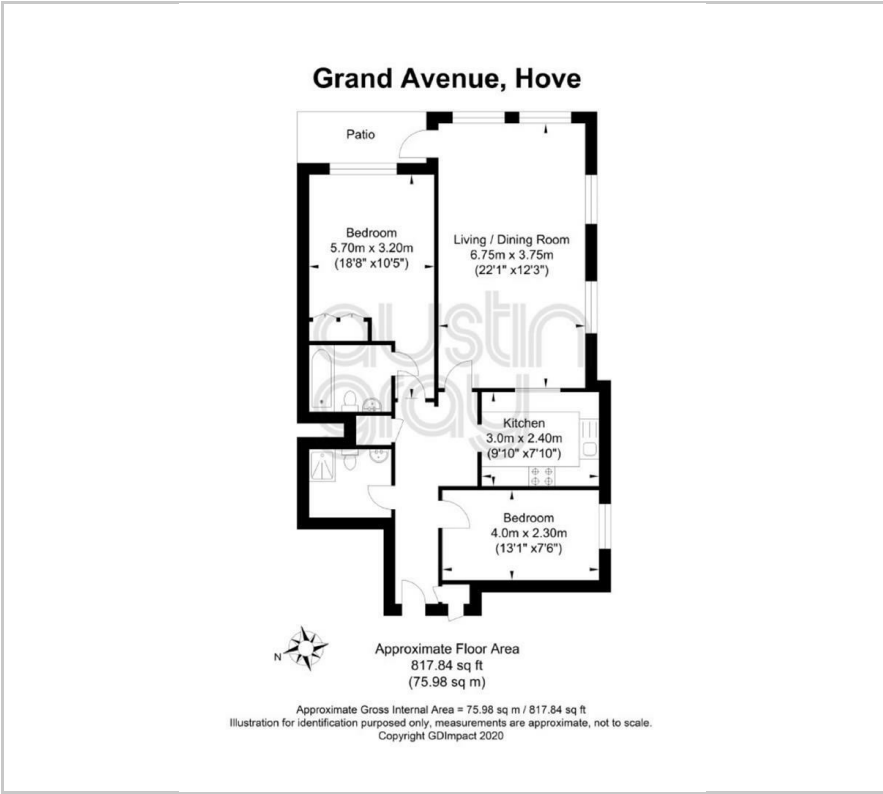 Grand Avenue, Hove
Patio
Bedroom
5.70m x 3.20m
(18'8" x10'5")
Living / Dining Room
6.75m x 3.75m
(22'1" x12'3")
austin
gray
Kitchen
3.0m x 2.40m
(9'10" x7'10")
Bedroom
4.0m x 2.30m
(13'1" x7'6")
N
Approximate Floor Area
817.84 sq ft
(75.98 sq m)
Approximate Gross Internal Area = 75.98 sq m / 817.84 sq ft
Illustration for identification purposed only, measurements are approximate, not to scale.
Copyright GDImpact 2020